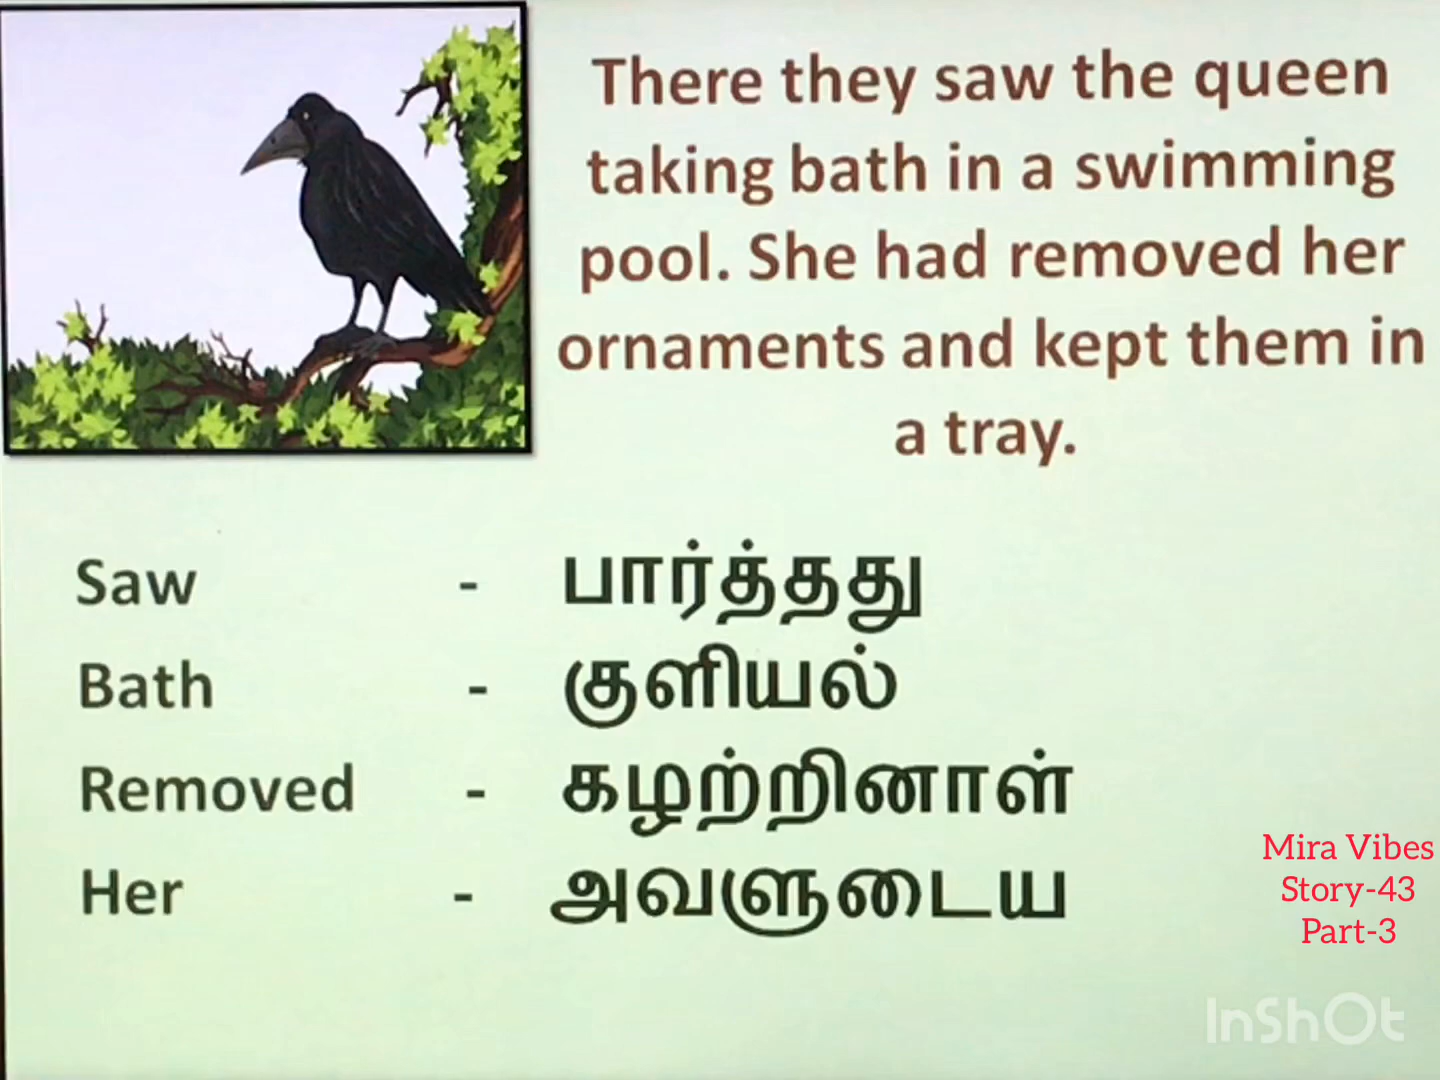 There they saw the queen
taking bath in a swimming
pool. She had removed her
ornaments and kept them in
a tray.
Saw - பார்த்தது
Bath - குளியல்
Removed - கழற்றினாள்
Her - அவளுடைய
Mira Vibes
Story-43
Part-3
InShOt